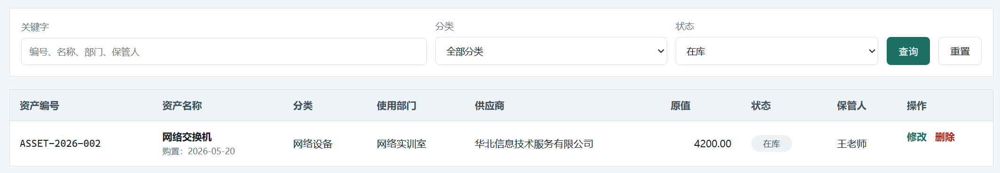 关键字
分类
状态
编号、名称、部门、保管人
全部分类
在库
查询
重置
资产编号 资产名称 分类 使用部门 供应商 原值 状态 保管人 操作
ASSET-2026-002
网络交换机
购置：2026-05-20
网络设备
网络实训室
华北信息技术服务有限公司
4200.00
在库
王老师
修改 删除